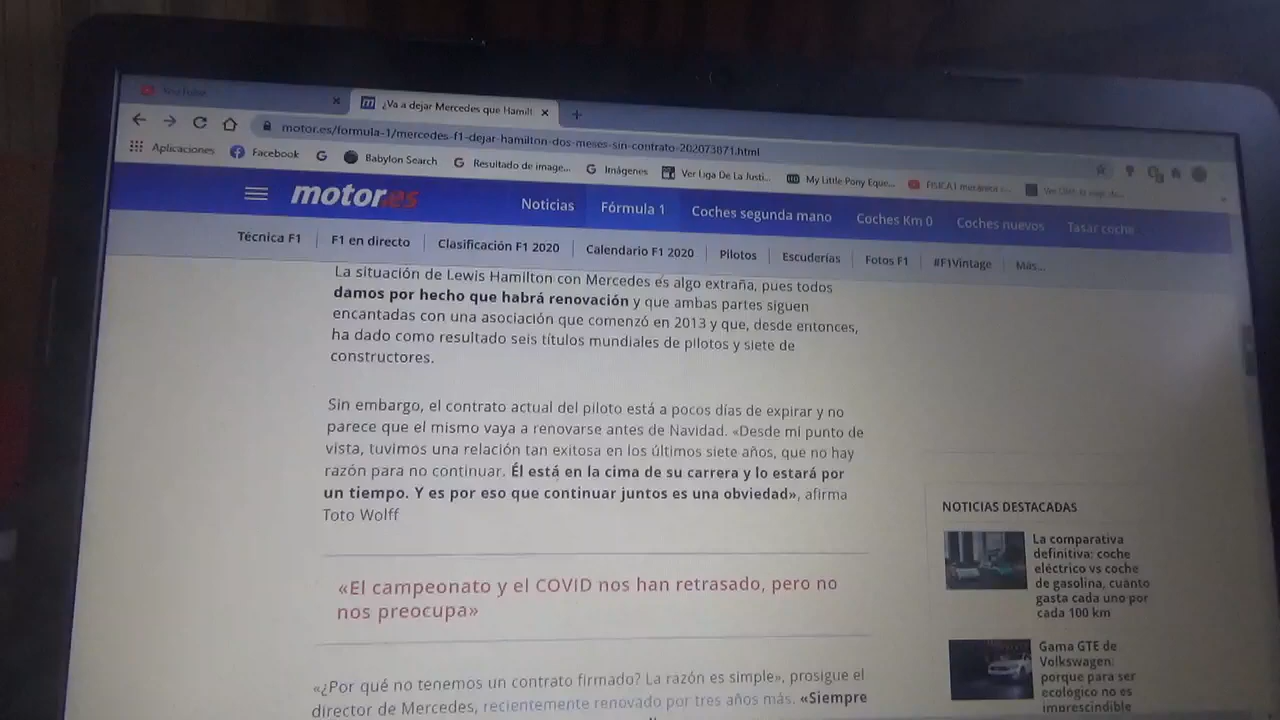 YouTube
¿Va a dejar Mercedes que Hamilt
motor.es/formula-1/mercedes-f1-dejar-hamilton-dos-meses-sin-contrato-202073871.html
Aplicaciones Facebook Babylon Search Resultado de image... Imágenes Ver Liga De La Justi... My Little Pony Eque...
motor.es Noticias Fórmula 1 Coches segunda mano Coches Km 0 Coches nuevos Tasar coche
Técnica F1 F1 en directo Clasificación F1 2020 Calendario F1 2020 Pilotos Escuderías Fotos F1 #F1Vintage Más...
La situación de Lewis Hamilton con Mercedes es algo extraña, pues todos
damos por hecho que habrá renovación y que ambas partes siguen
encantadas con una asociación que comenzó en 2013 y que, desde entonces,
ha dado como resultado seis títulos mundiales de pilotos y siete de
constructores.
Sin embargo, el contrato actual del piloto está a pocos días de expirar y no
parece que el mismo vaya a renovarse antes de Navidad. «Desde mi punto de
vista, tuvimos una relación tan exitosa en los últimos siete años, que no hay
razón para no continuar. Él está en la cima de su carrera y lo estará por
un tiempo. Y es por eso que continuar juntos es una obviedad», afirma
Toto Wolff
«El campeonato y el COVID nos han retrasado, pero no
nos preocupa»
«¿Por qué no tenemos un contrato firmado? La razón es simple», prosigue el
director de Mercedes, recientemente renovado por tres años más. «Siempre
NOTICIAS DESTACADAS
La comparativa
definitiva: coche
eléctrico vs coche
de gasolina, cuánto
gasta cada uno por
cada 100 km
Gama GTE de
Volkswagen:
porque para ser
ecológico no es
imprescindible